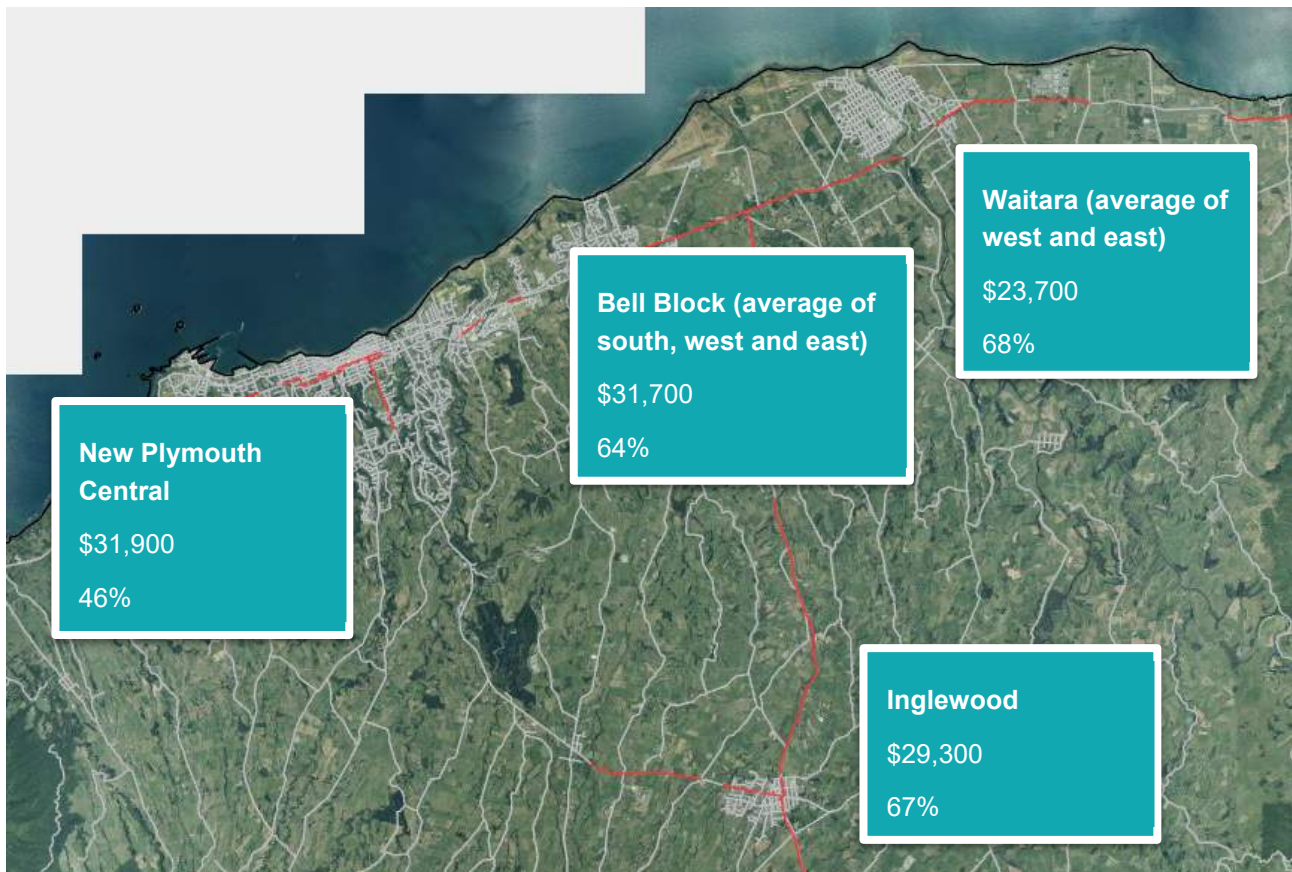 Waitara (average of
west and east)
$23,700
68%
Bell Block (average of
south, west and east)
$31,700
64%
New Plymouth
Central
$31,900
46%
Inglewood
$29,300
67%